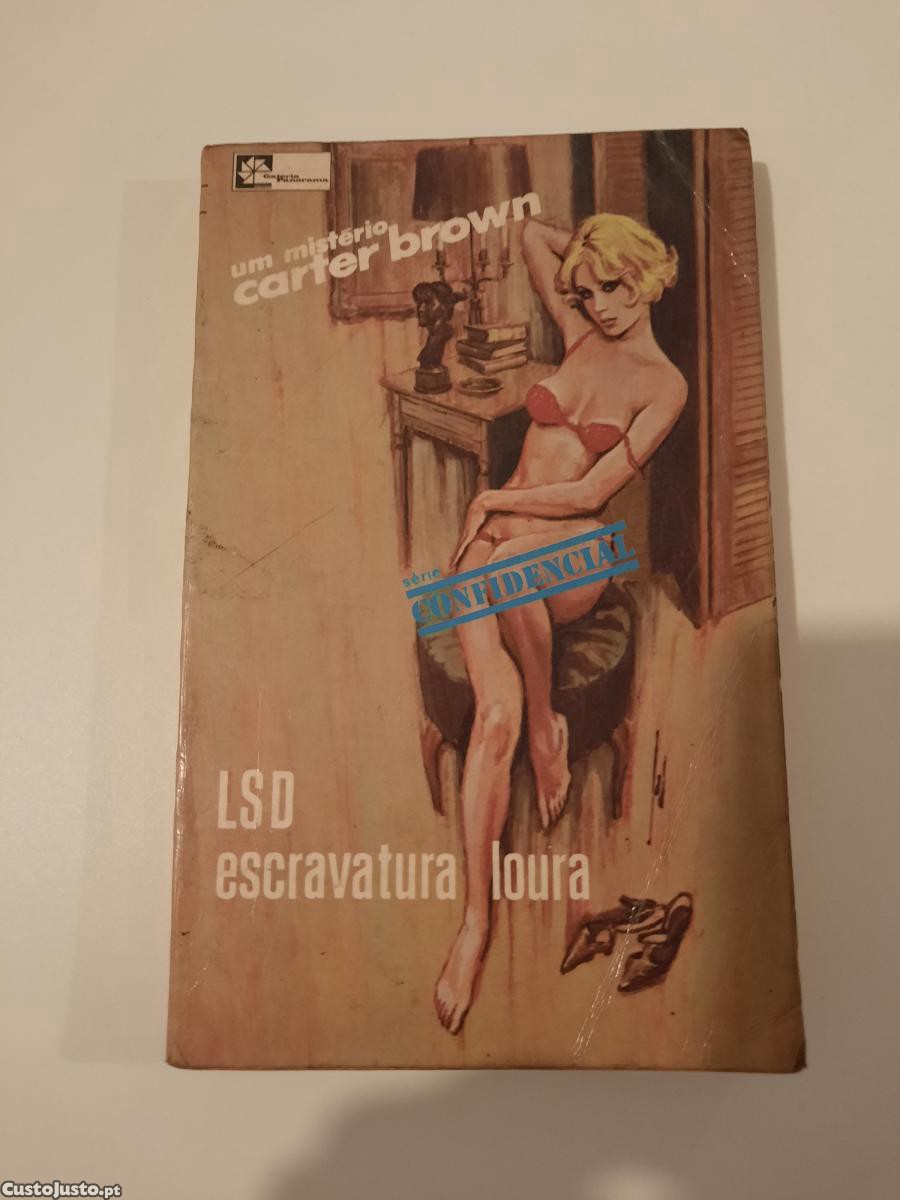 Galeria
Panorama
um mistério
carter brown
série
CONFIDENCIAL
LSD
escravatura loura
CustoJusto.pt